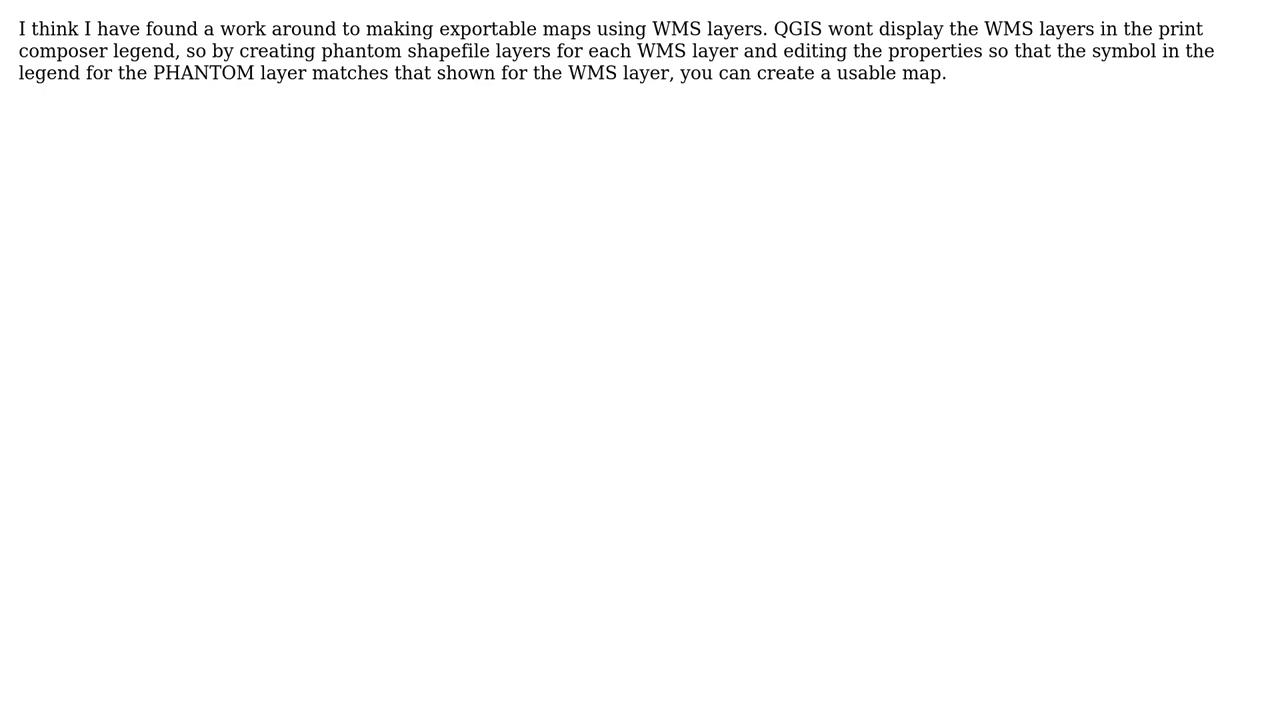 I think I have found a work around to making exportable maps using WMS layers. QGIS wont display the WMS layers in the print
composer legend, so by creating phantom shapefile layers for each WMS layer and editing the properties so that the symbol in the
legend for the PHANTOM layer matches that shown for the WMS layer, you can create a usable map.